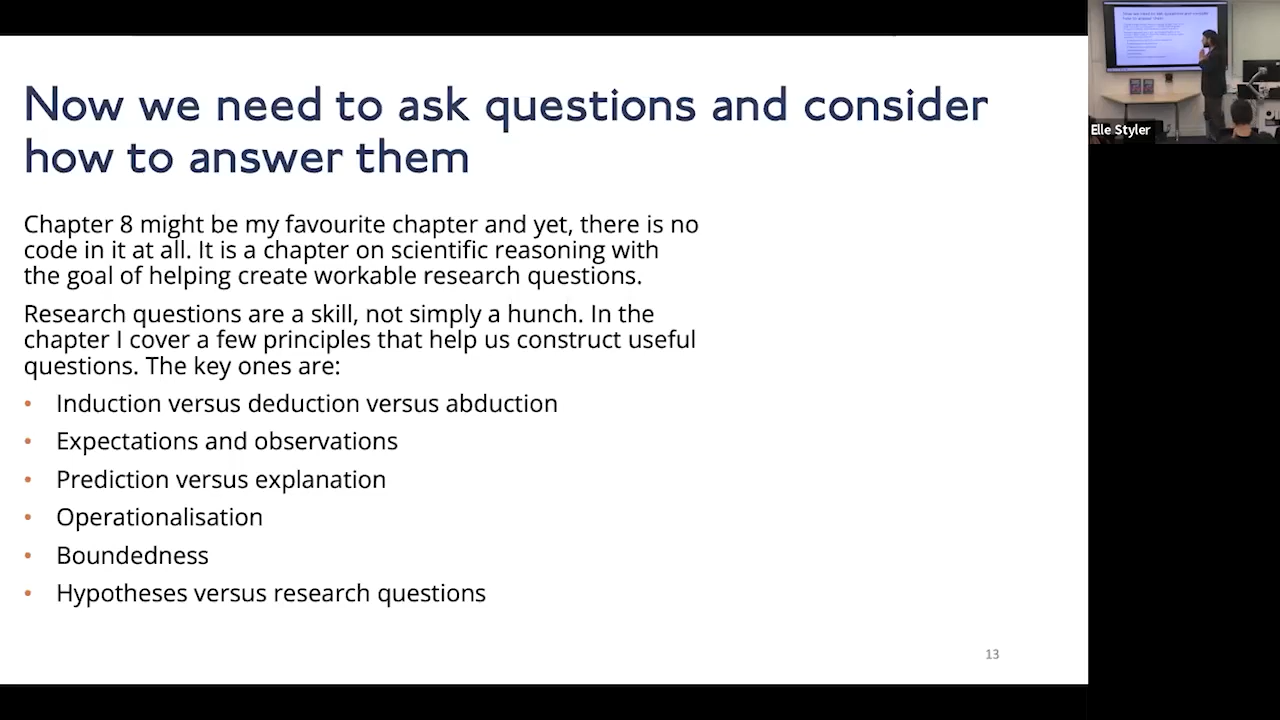 Now we need to ask questions and consider
how to answer them
Chapter 8 might be my favourite chapter and yet, there is no
code in it at all. It is a chapter on scientific reasoning with
the goal of helping create workable research questions.
Research questions are a skill, not simply a hunch. In the
chapter I cover a few principles that help us construct useful
questions. The key ones are:
• Induction versus deduction versus abduction
• Expectations and observations
• Prediction versus explanation
• Operationalisation
• Boundedness
• Hypotheses versus research questions
13
Elle Styler